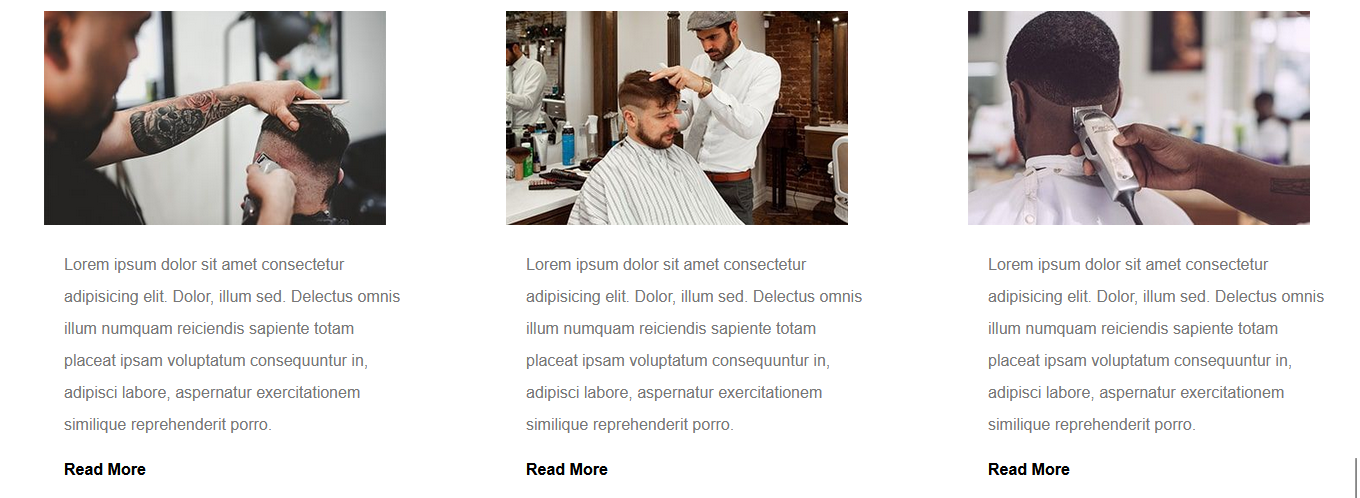 Lorem ipsum dolor sit amet consectetur
adipisicing elit. Dolor, illum sed. Delectus omnis
illum numquam reiciendis sapiente totam
placeat ipsam voluptatum consequuntur in,
adipisci labore, aspernatur exercitationem
similique reprehenderit porro.
Read More
Lorem ipsum dolor sit amet consectetur
adipisicing elit. Dolor, illum sed. Delectus omnis
illum numquam reiciendis sapiente totam
placeat ipsam voluptatum consequuntur in,
adipisci labore, aspernatur exercitationem
similique reprehenderit porro.
Read More
Lorem ipsum dolor sit amet consectetur
adipisicing elit. Dolor, illum sed. Delectus omnis
illum numquam reiciendis sapiente totam
placeat ipsam voluptatum consequuntur in,
adipisci labore, aspernatur exercitationem
similique reprehenderit porro.
Read More